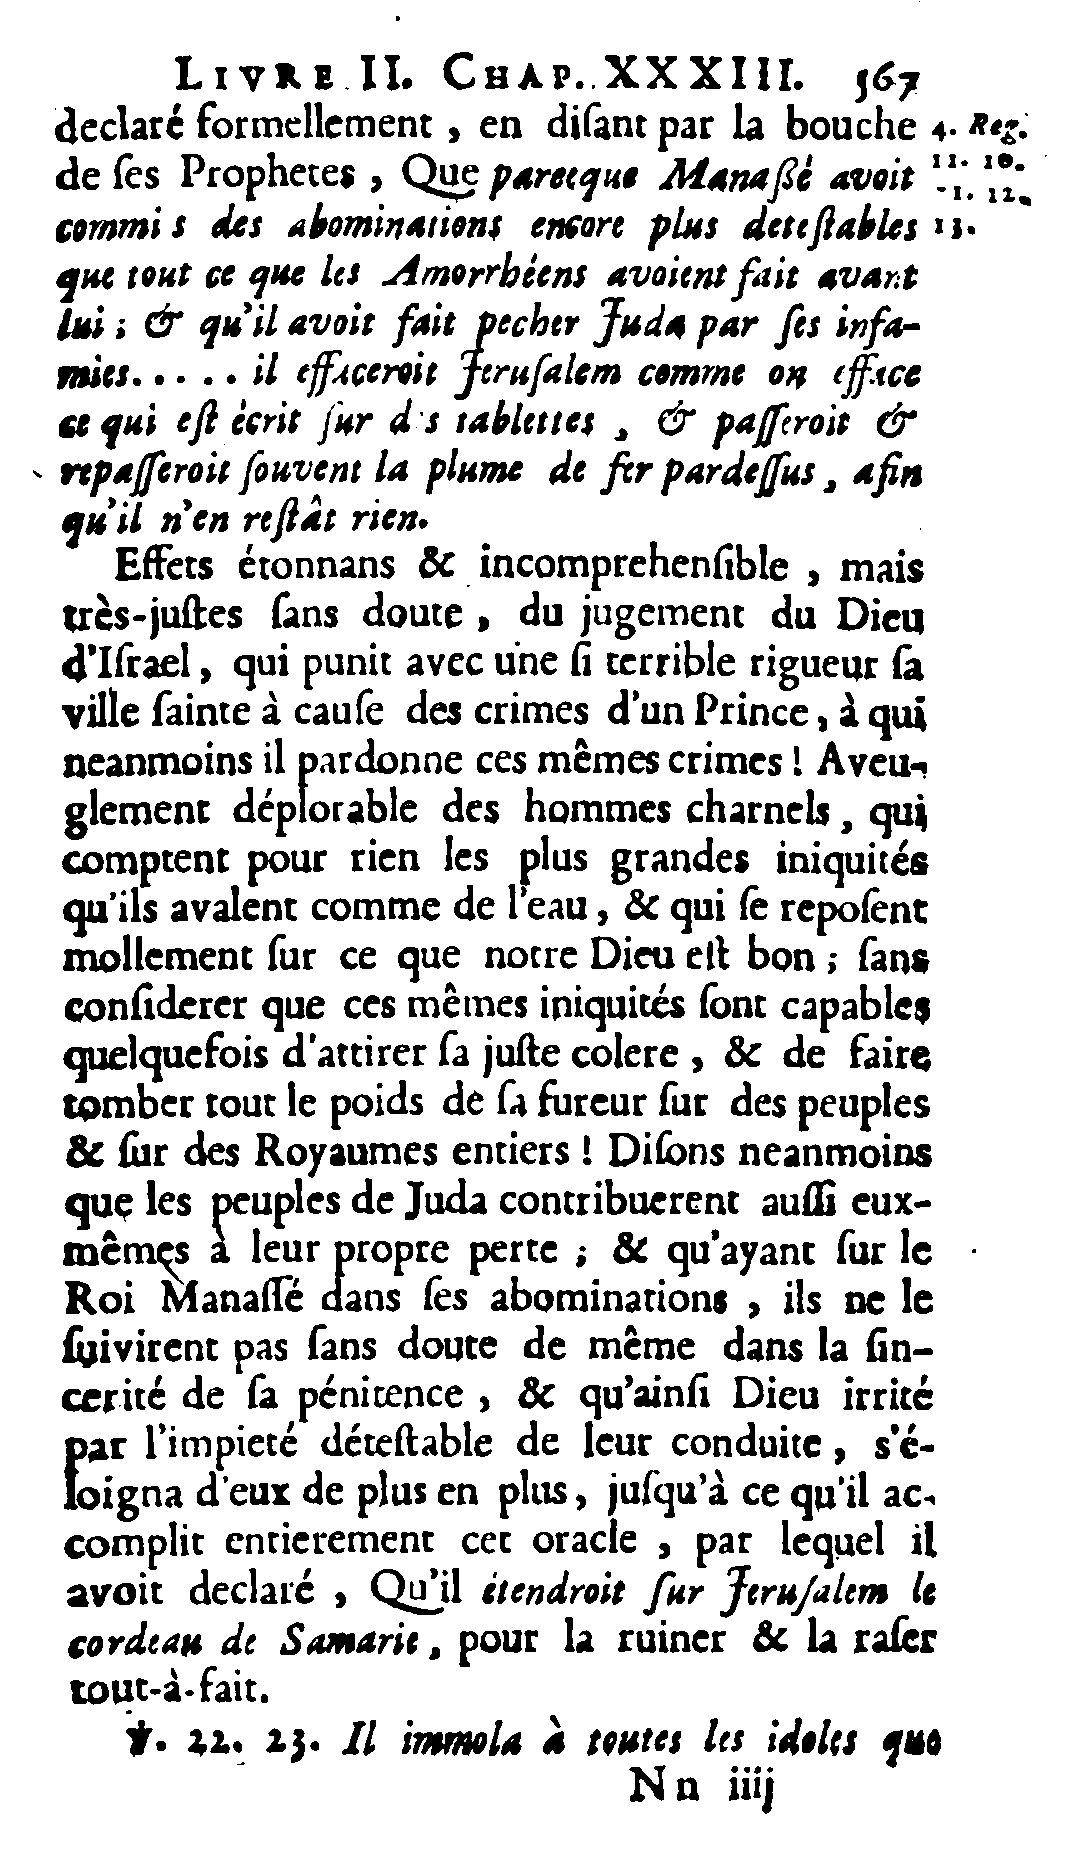 LIVRE II. CHAP. XXXIII. 567
declaré formellement, en diſant par la bouche
de ſes Prophetes, Que parceque Manaßé avoit
commis des abominations encore plus deteſtables
que tout ce que les Amorrhéens avoient fait avant
lui; & qu'il avoit fait pecher Juda par ſes infa-
mies..... il effaceroit Jeruſalem comme on efface
ce qui eſt écrit ſur des tablettes, & paſſeroit &
repaſſeroit ſouvent la plume de fer pardeſſus, afin
qu'il n'en reſtât rien.
4. Reg.
11. 10.
12.
13.
Effets étonnans & incomprehenſible, mais
très-juſtes ſans doute, du jugement du Dieu
d'Iſrael, qui punit avec une ſi terrible rigueur ſa
ville ſainte à cauſe des crimes d'un Prince, à qui
neanmoins il pardonne ces mêmes crimes! Aveu-
glement déplorable des hommes charnels, qui
comptent pour rien les plus grandes iniquités
qu'ils avalent comme de l'eau, & qui ſe repoſent
mollement ſur ce que notre Dieu eſt bon; ſans
conſiderer que ces mêmes iniquités ſont capables
quelquefois d'attirer ſa juſte colere, & de faire
tomber tout le poids de ſa fureur ſur des peuples
& ſur des Royaumes entiers! Diſons neanmoins
que les peuples de Juda contribuerent auſſi eux-
mêmes à leur propre perte; & qu'ayant ſur le
Roi Manaſſé dans ſes abominations, ils ne le
ſuivirent pas ſans doute de même dans la ſin-
cerité de ſa pénitence, & qu'ainſi Dieu irrité
par l'impieté déteſtable de leur conduite, s'é-
loigna d'eux de plus en plus, juſqu'à ce qu'il ac-
complit entierement cet oracle, par lequel il
avoit declaré, Qu'il étendroit ſur Jeruſalem le
cordeau de Samarie, pour la ruiner & la raſer
tout-à-fait.
℣. 22. 23. Il immola à toutes les idoles que
Nn iiij